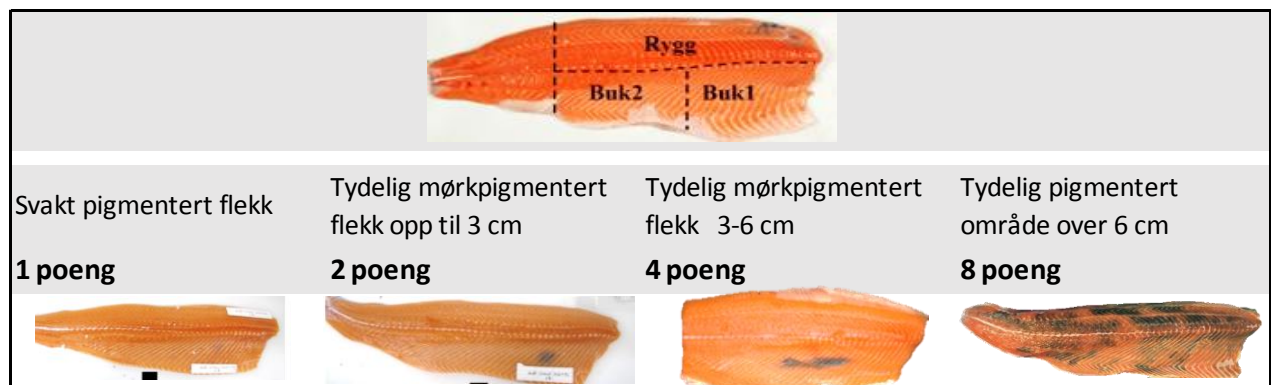 Rygg
Buk2
Buk1
Svakt pigmentert flekk
1 poeng
Tydelig mørkpigmentert
flekk opp til 3 cm
2 poeng
Tydelig mørkpigmentert
flekk 3-6 cm
4 poeng
Tydelig pigmentert
område over 6 cm
8 poeng